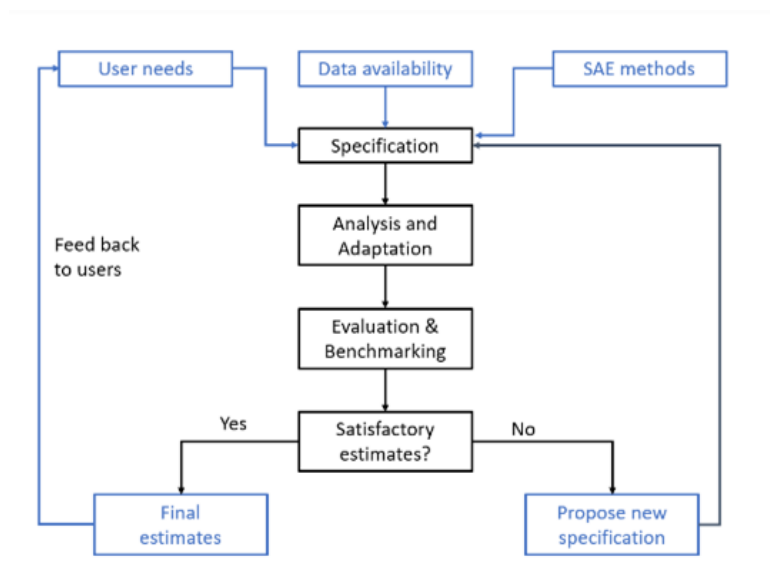 User needs
Data availability
SAE methods
Specification
Analysis and
Adaptation
Feed back
to users
Evaluation &
Benchmarking
Yes
Satisfactory
estimates?
No
Final
estimates
Propose new
specification